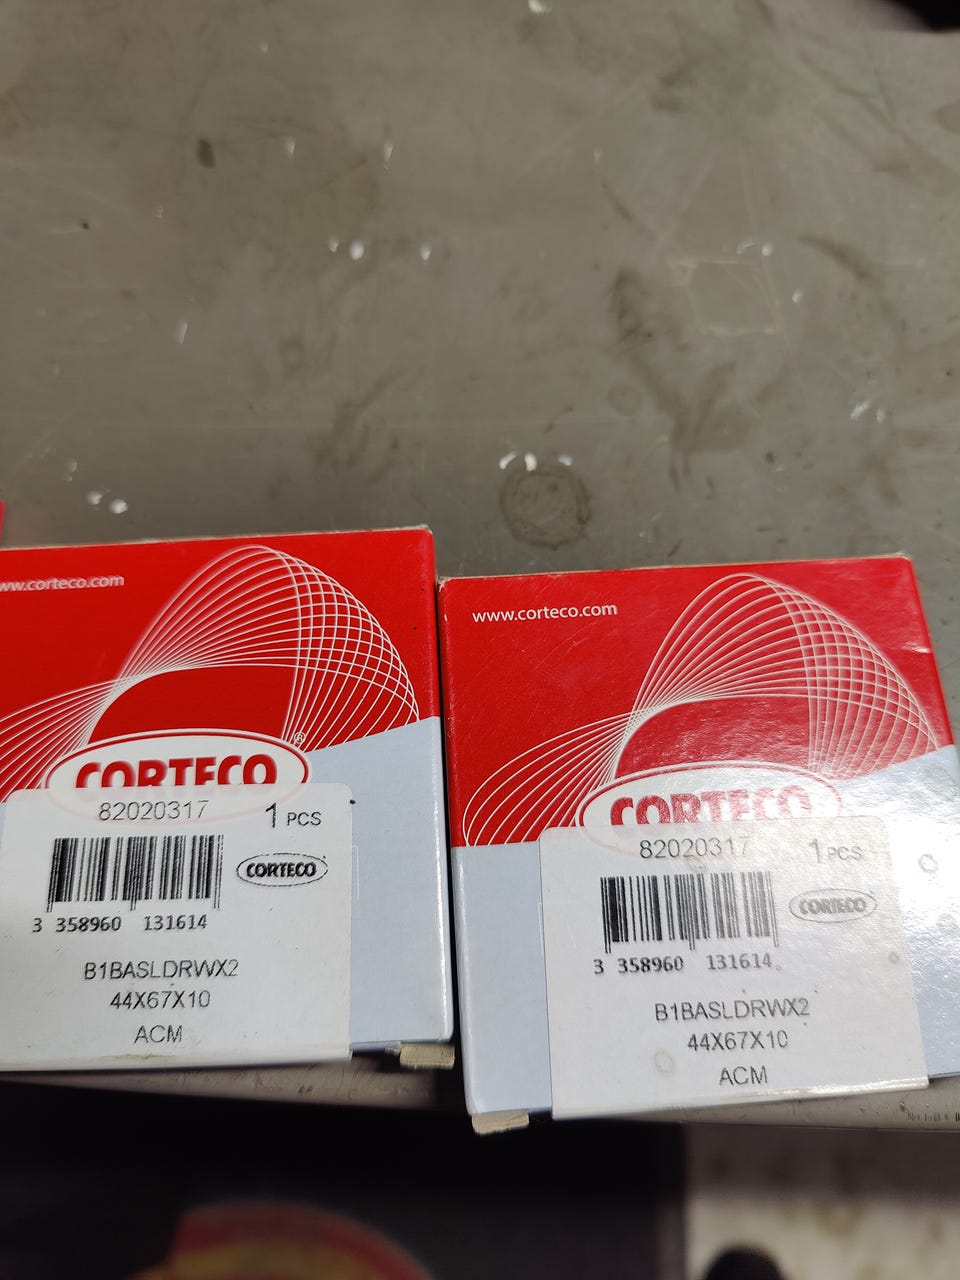 www.corteco.com
CORTECO®
82020317 1 PCS
CORTECO
3 358960 131614
B1BASLDRWX2
44X67X10
ACM
www.corteco.com
CORTECO
82020317 1 PCS
CORTECO
3 358960 131614
B1BASLDRWX2
44X67X10
ACM